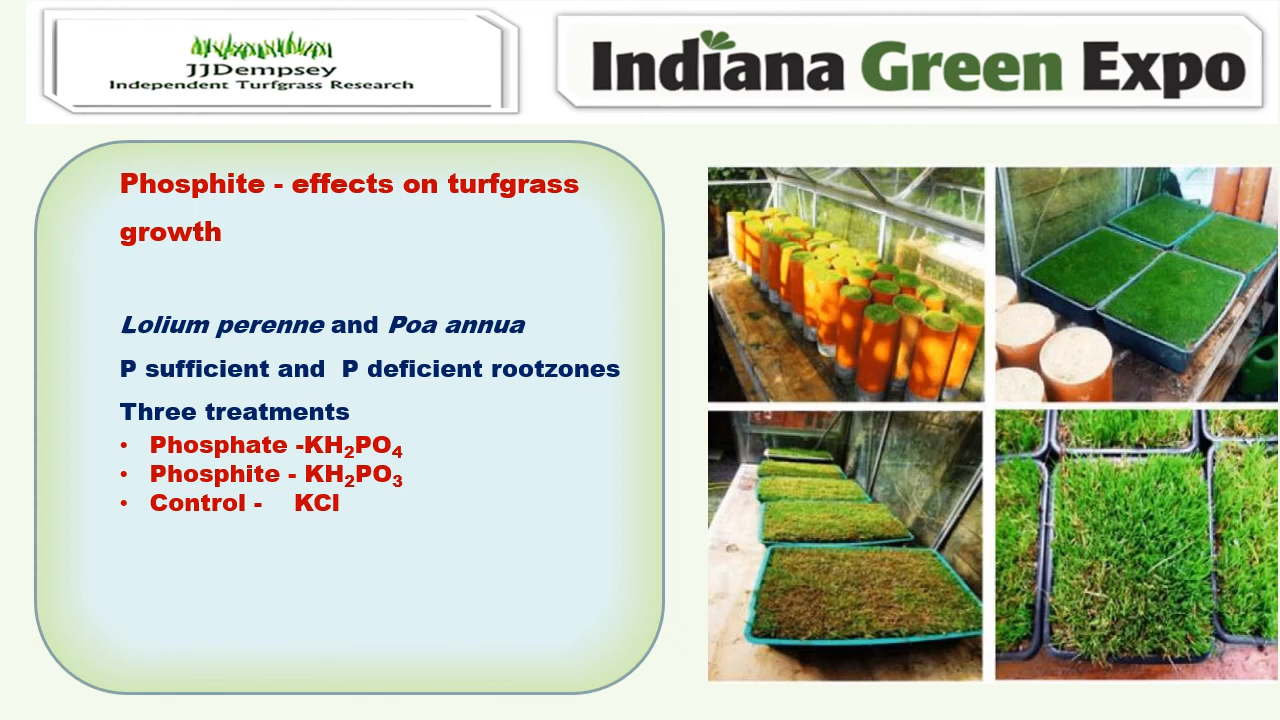 JJDempsey
Independent Turfgrass Research
Indiana Green Expo
Phosphite - effects on turfgrass
growth
Lolium perenne and Poa annua
P sufficient and P deficient rootzones
Three treatments
• Phosphate -KH₂PO₄
• Phosphite - KH₂PO₃
• Control - KCl